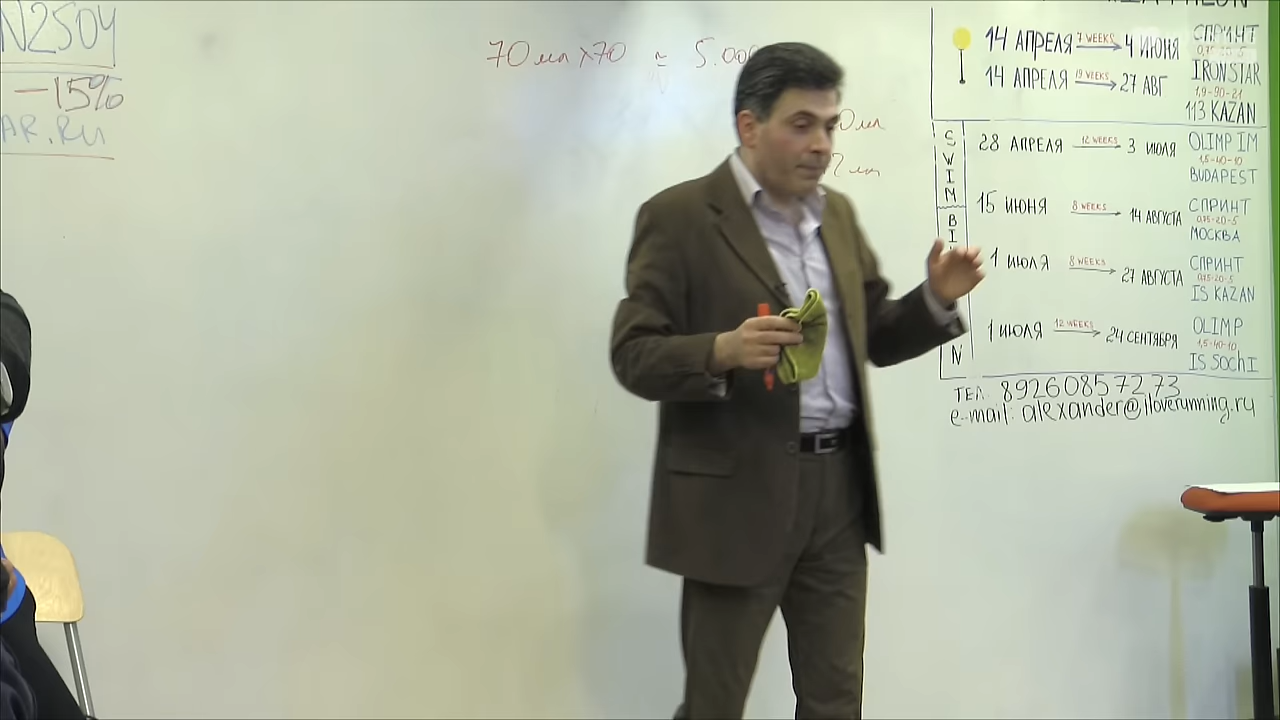 N2504
-15%
AR.RU
70 мл х70 ≈ 5.000
14 АПРЕЛЯ 7 WEEKS 4 ИЮНЯ СПРИНТ
14 АПРЕЛЯ 19 WEEKS 27 АВГ IRONSTAR
1,9-90-21
113 KAZAN
SWIM
BI
N
28 АПРЕЛЯ 12 WEEKS 3 ИЮЛЯ OLIMP IM
1,5-40-10
BUDAPEST
15 ИЮНЯ 8 WEEKS 14 АВГУСТА СПРИНТ
0,75-20-5
МОСКВА
1 ИЮЛЯ 8 WEEKS 27 АВГУСТА СПРИНТ
0,75-20-5
IS KAZAN
1 ИЮЛЯ 12 WEEKS 24 СЕНТЯБРЯ OLIMP
1,5-40-10
IS SOCHI
ТЕЛ. 89260857273
e-mail: alexander@iloverunning.ru